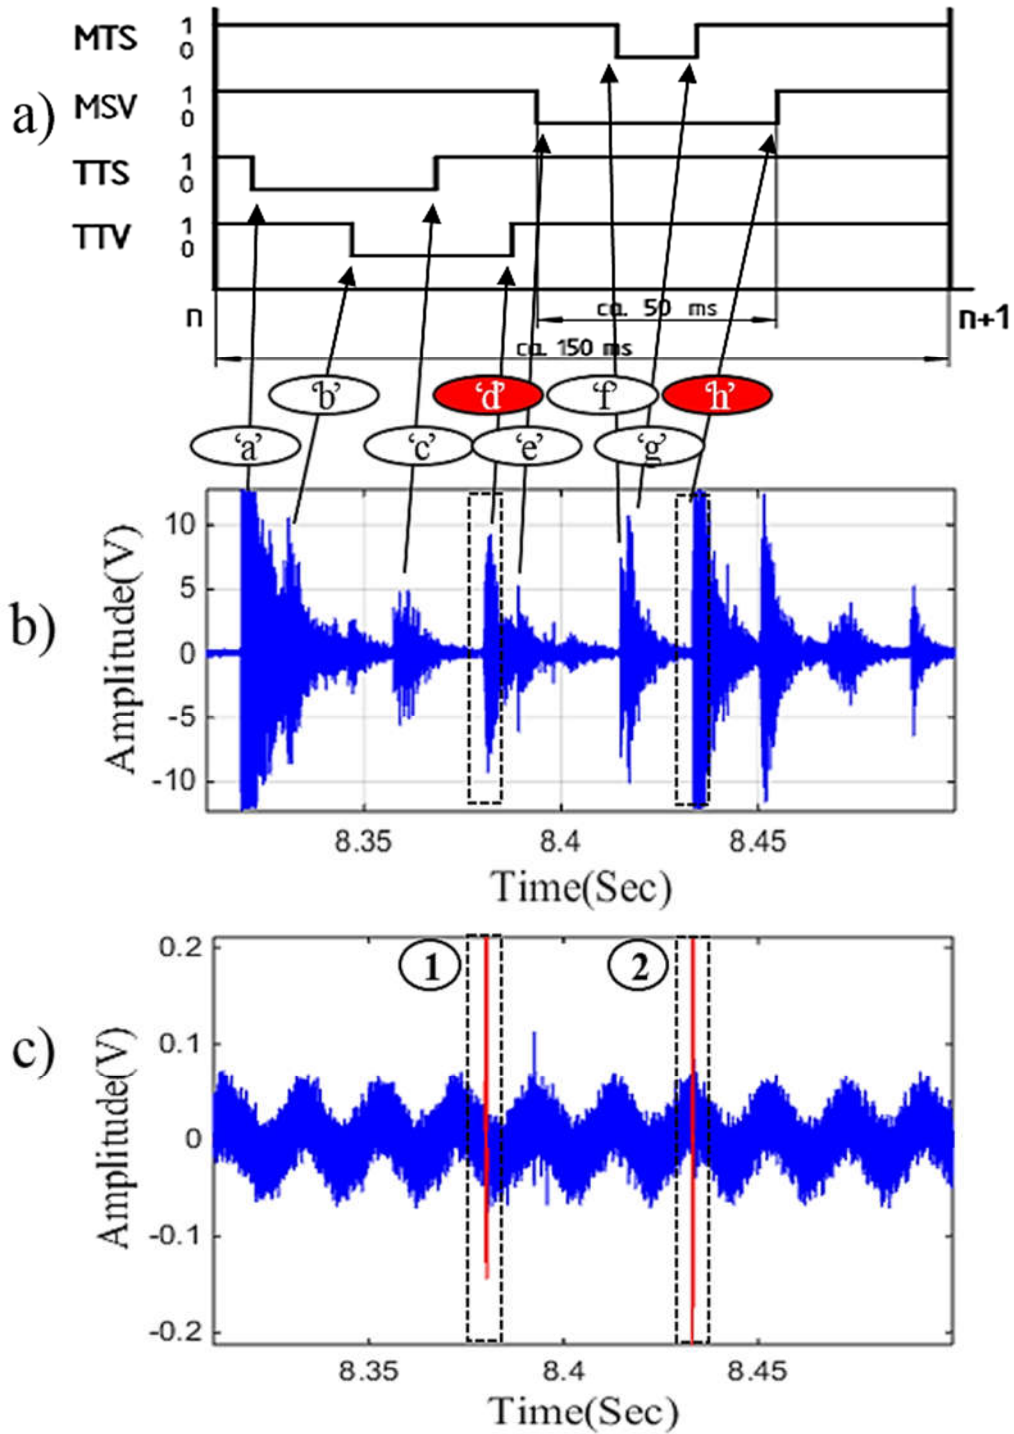 a)
MTS 1
0
MSV 1
0
TTS 1
0
TTV 1
0
n
n+1
ca. 50 ms
ca. 150 ms
‘b’ ‘d’ ‘f’ ‘h’
‘a’ ‘c’ ‘e’ ‘g’
b)
Amplitude(V)
10
5
0
-5
-10
8.35 8.4 8.45
Time(Sec)
c)
Amplitude(V)
1 2
0.2
0.1
0
-0.1
-0.2
8.35 8.4 8.45
Time(Sec)